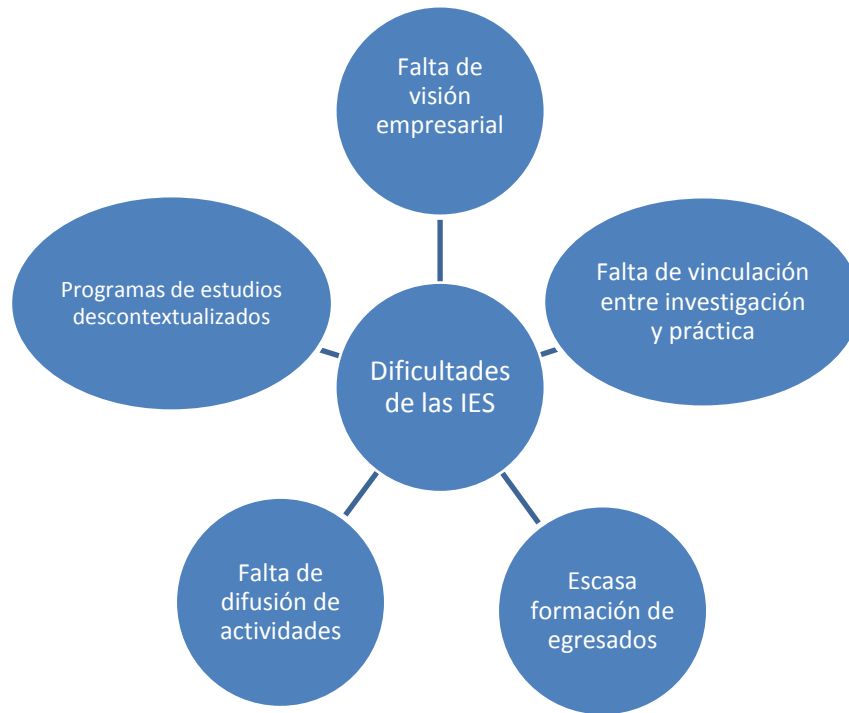 Falta de
visión
empresarial
Programas de estudios
descontextualizados
Falta de vinculación
entre investigación
y práctica
Dificultades
de las IES
Falta de
difusión de
actividades
Escasa
formación de
egresados